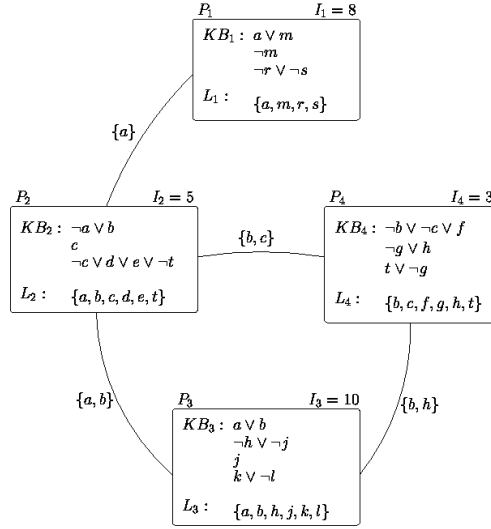 P₁ I₁ = 8
KB₁ : a ∨ m
¬m
¬r ∨ ¬s
L₁ : {a, m, r, s}
{a}
P₂ I₂ = 5
KB₂ : ¬a ∨ b
c
¬c ∨ d ∨ e ∨ ¬t
L₂ : {a, b, c, d, e, t}
{b, c}
P₄ I₄ = 3
KB₄ : ¬b ∨ ¬c ∨ f
¬g ∨ h
t ∨ ¬g
L₄ : {b, c, f, g, h, t}
{a, b}
{b, h}
P₃ I₃ = 10
KB₃ : a ∨ b
¬h ∨ ¬j
j
k ∨ ¬l
L₃ : {a, b, h, j, k, l}